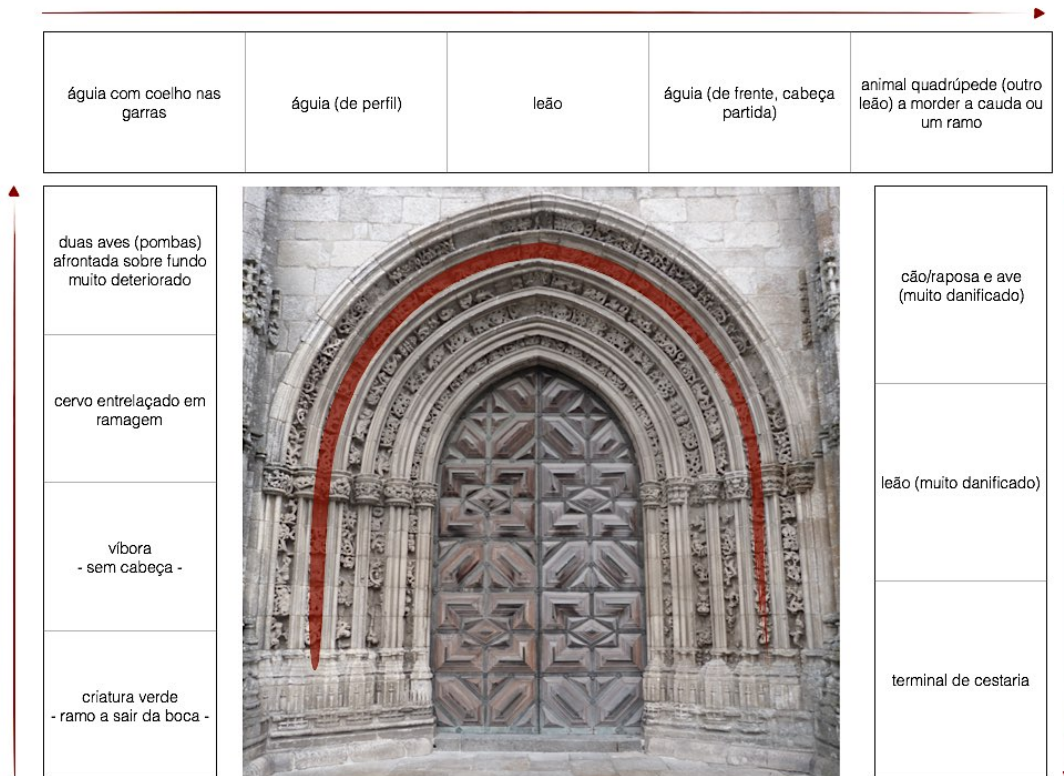 águia com coelho nas
garras
águia (de perfil)
leão
águia (de frente, cabeça
partida)
animal quadrúpede (outro
leão) a morder a cauda ou
um ramo
duas aves (pombas)
afrontada sobre fundo
muito deteriorado
cervo entrelaçado em
ramagem
víbora
- sem cabeça -
criatura verde
- ramo a sair da boca -
cão/raposa e ave
(muito danificado)
leão (muito danificado)
terminal de cestaria